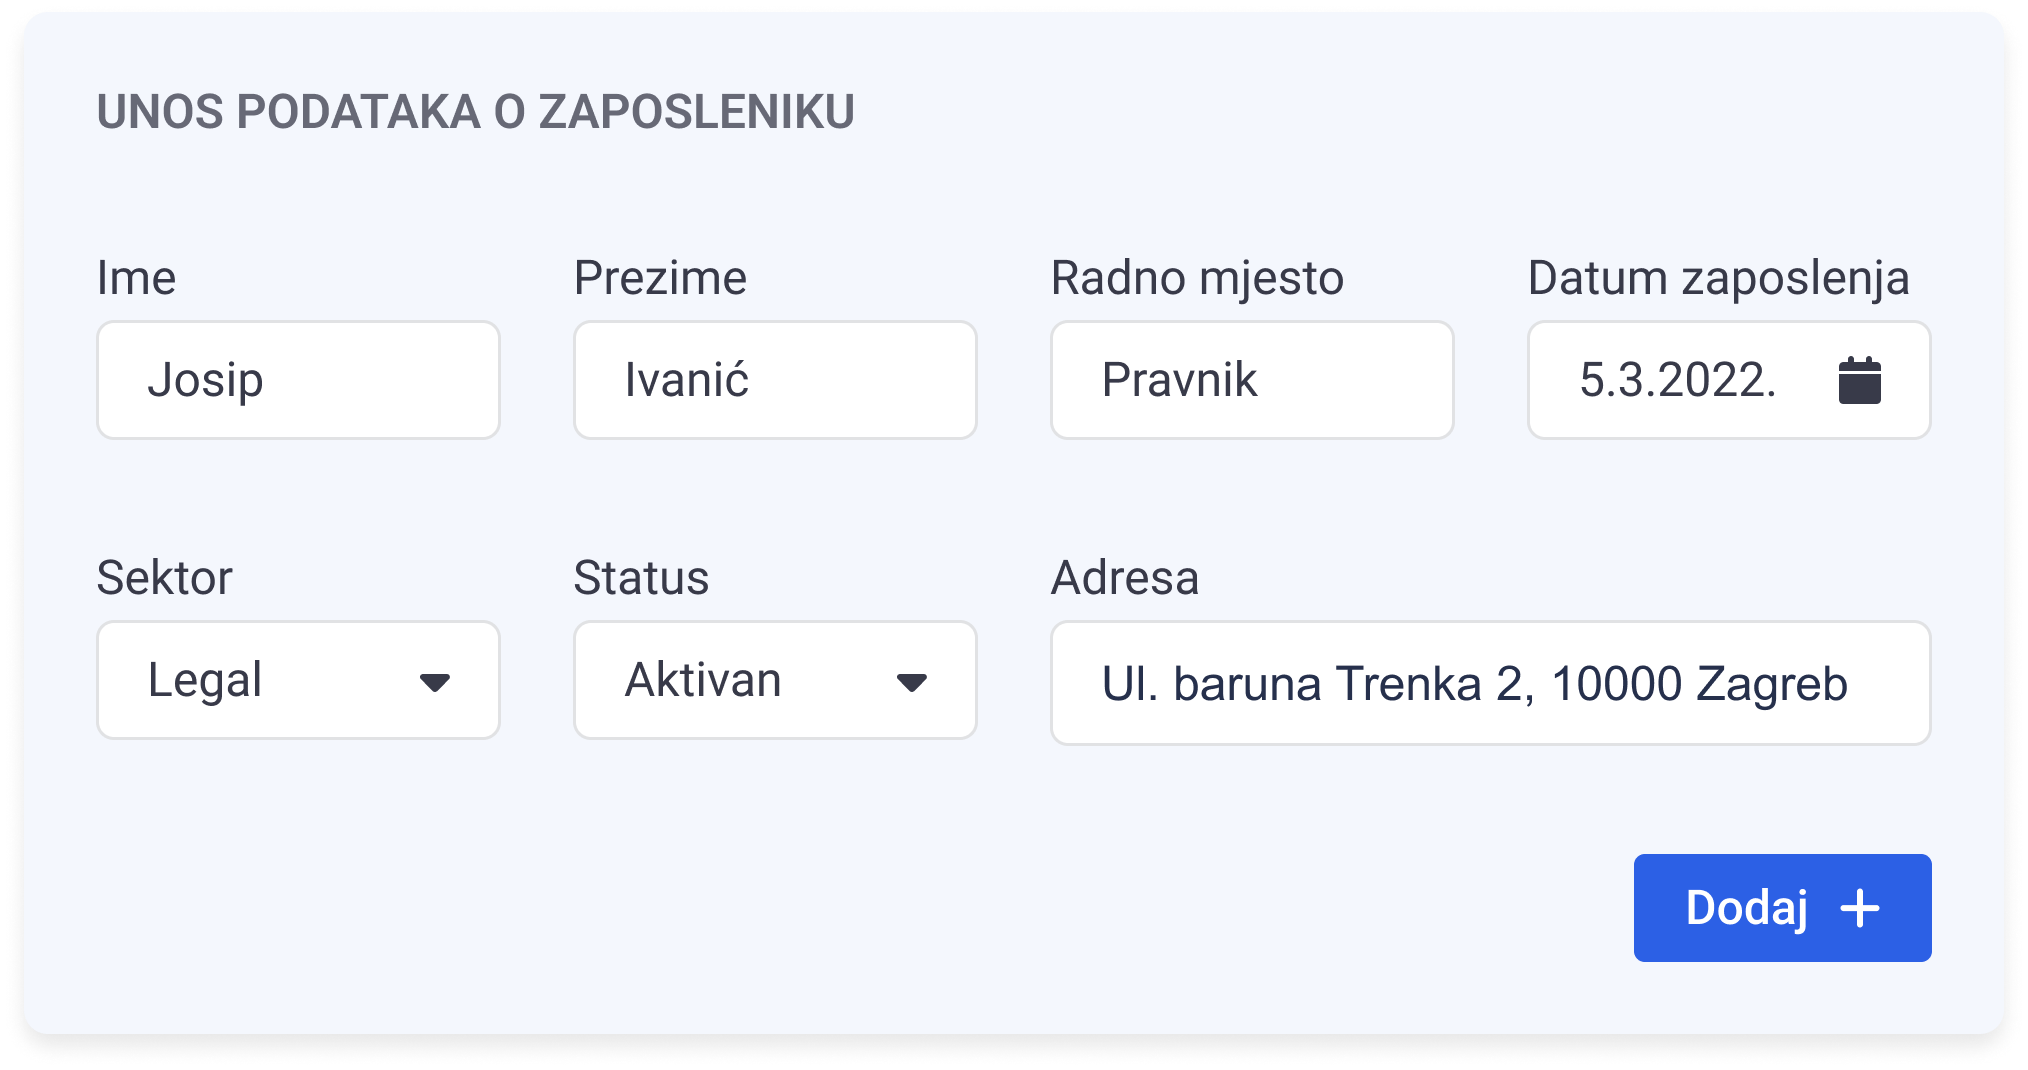 UNOS PODATAKA O ZAPOSLENIKU
Ime
Prezime
Radno mjesto
Datum zaposlenja
Josip
Ivanić
Pravnik
5.3.2022.
Sektor
Status
Adresa
Legal
Aktivan
Ul. baruna Trenka 2, 10000 Zagreb
Dodaj +